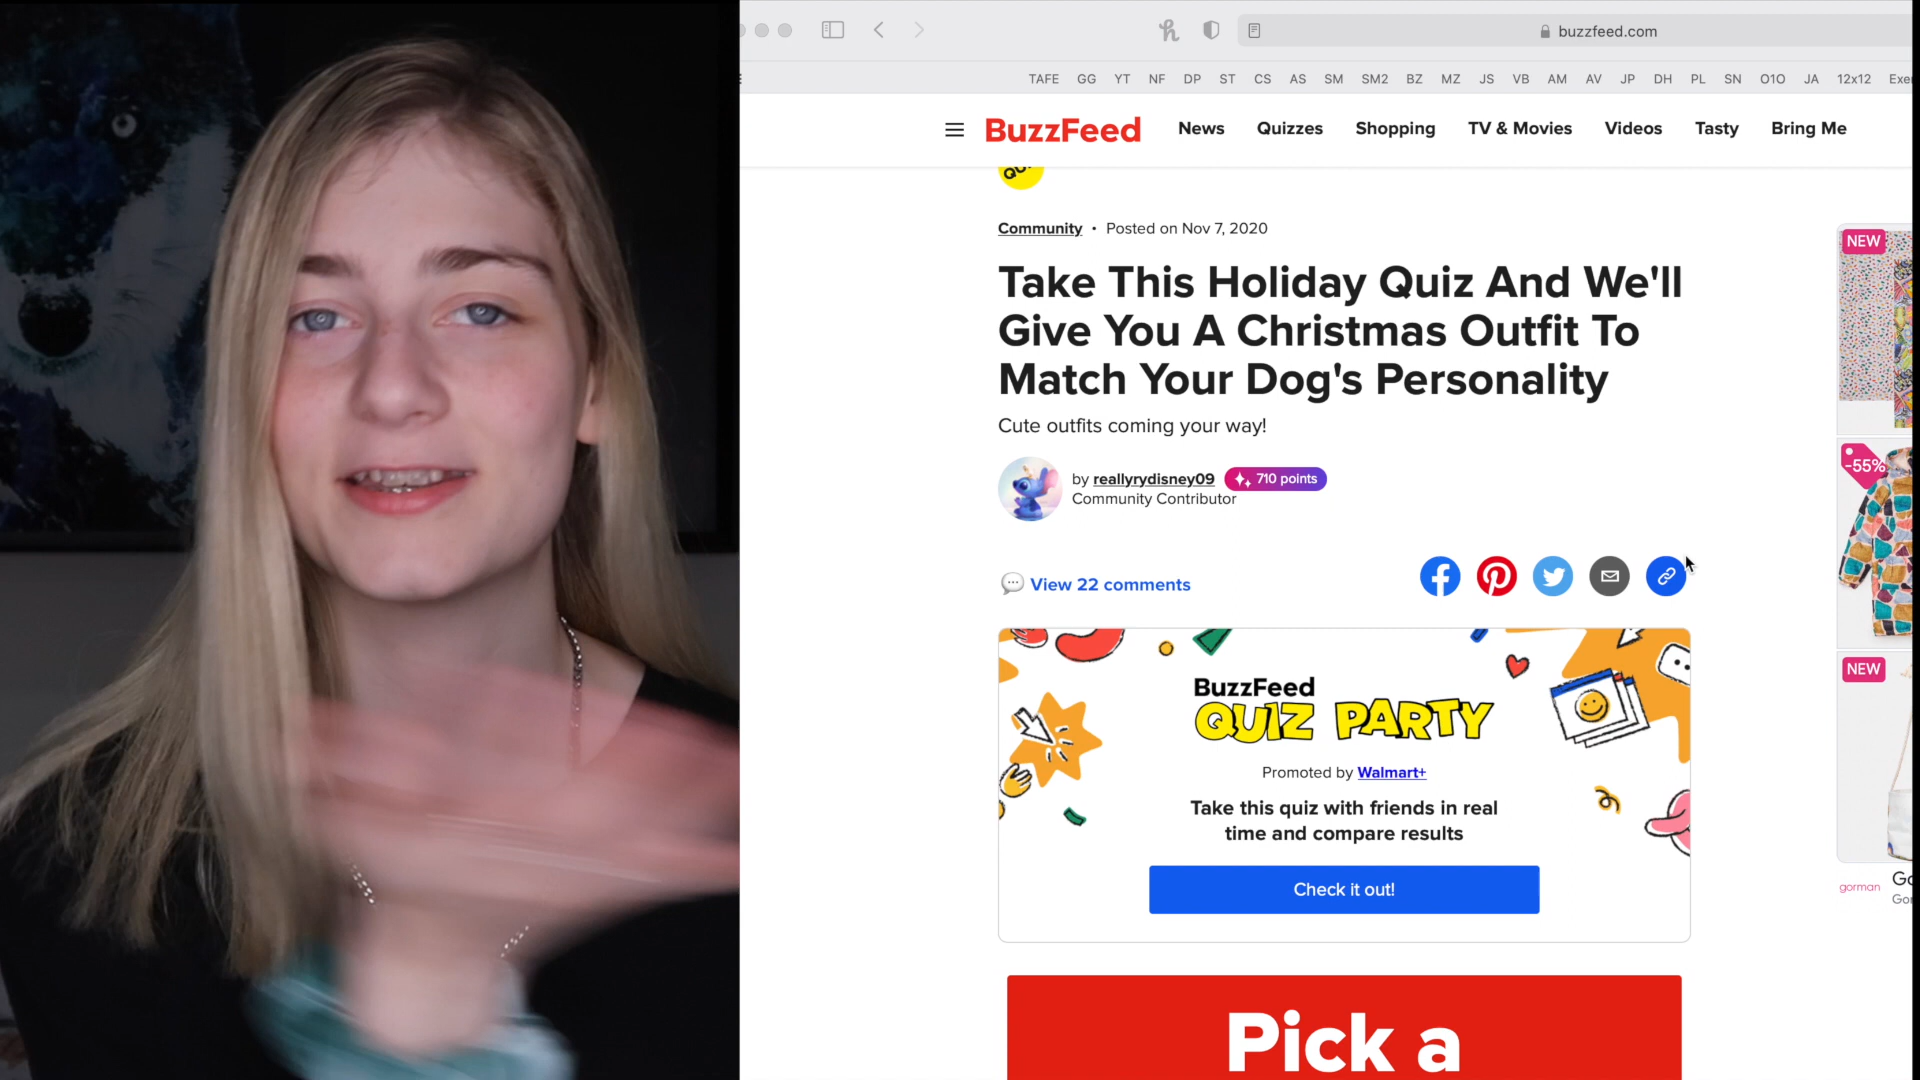 buzzfeed.com
TAFE GG YT NF DP ST CS AS SM SM2 BZ MZ JS VB AM AV JP DH PL SN O1O JA 12x12
BuzzFeed News Quizzes Shopping TV & Movies Videos Tasty Bring Me
Community • Posted on Nov 7, 2020
Take This Holiday Quiz And We'll
Give You A Christmas Outfit To
Match Your Dog's Personality
Cute outfits coming your way!
by reallyrydisney09 710 points
Community Contributor
View 22 comments
BuzzFeed
QUIZ PARTY
Promoted by Walmart+
Take this quiz with friends in real
time and compare results
Check it out!
Pick a
NEW
-55%
NEW
gorman